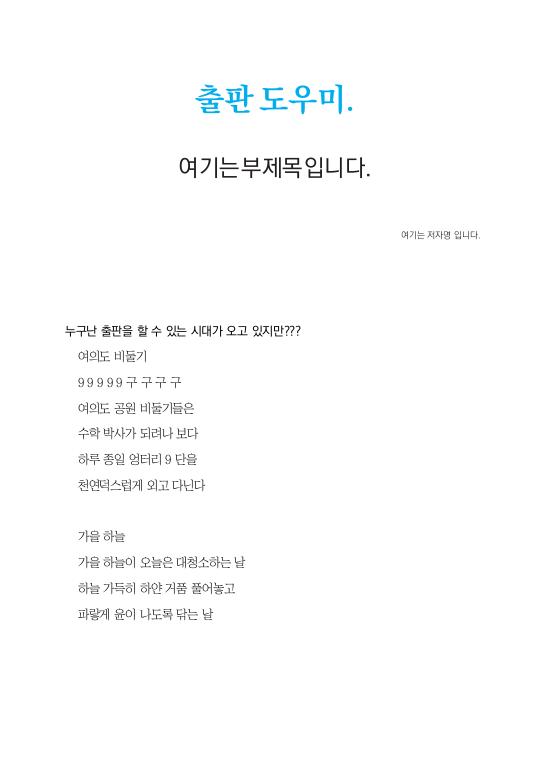 출판 도우미.
여기는부제목입니다.
여기는 저자명 입니다.
누구난 출판을 할 수 있는 시대가 오고 있지만???
여의도 비둘기
9 9 9 9 9 구 구 구 구
여의도 공원 비둘기들은
수학 박사가 되려나 보다
하루 종일 엉터리 9 단을
천연덕스럽게 외고 다닌다
가을 하늘
가을 하늘이 오늘은 대청소하는 날
하늘 가득히 하얀 거품 풀어놓고
파랗게 윤이 나도록 닦는 날